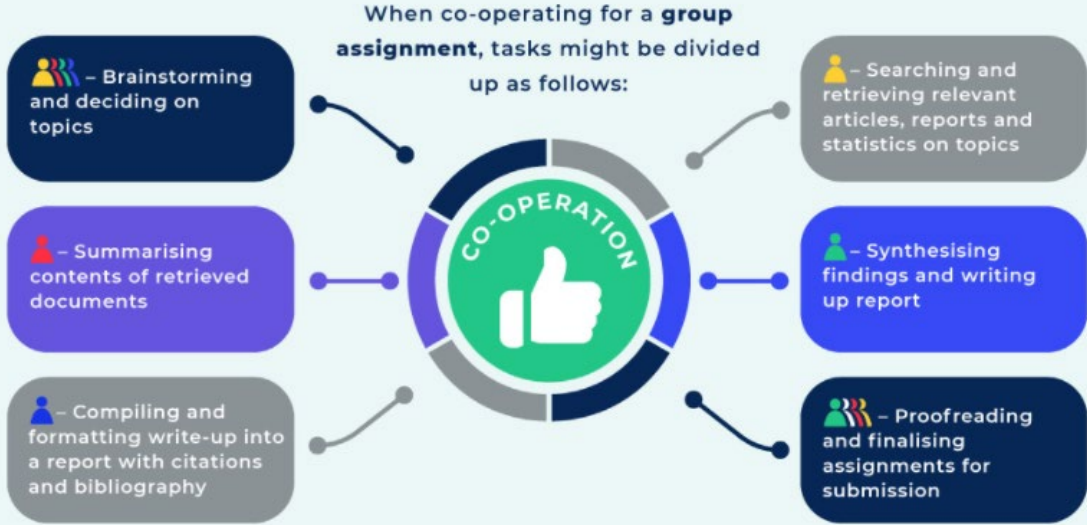 When co-operating for a group
assignment, tasks might be divided
up as follows:
– Brainstorming
and deciding on
topics
– Searching and
retrieving relevant
articles, reports and
statistics on topics
– Summarising
contents of retrieved
documents
CO-OPERATION
– Synthesising
findings and writing
up report
– Compiling and
formatting write-up into
a report with citations
and bibliography
– Proofreading
and finalising
assignments for
submission